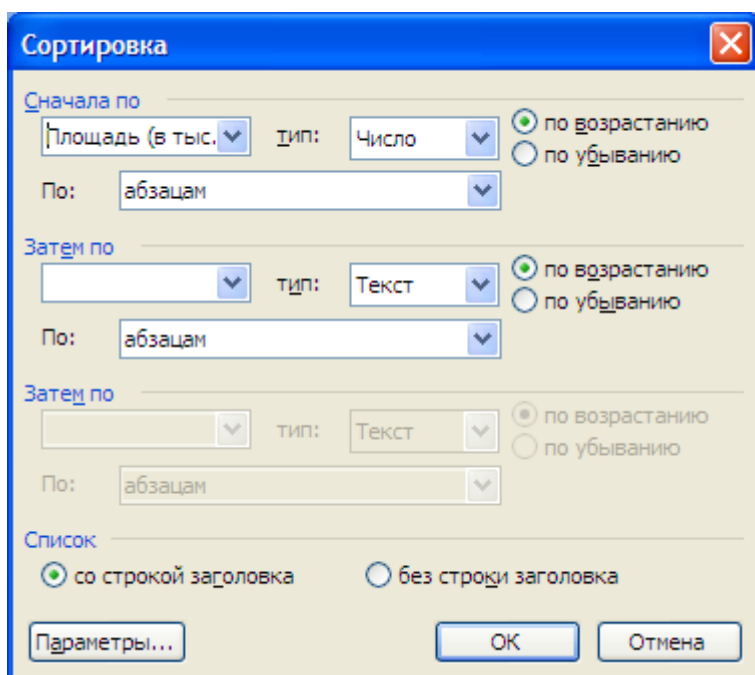 Сортировка
Сначала по
Площадь (в тыс. тип: Число по возрастанию
по убыванию
По: абзацам
Затем по
тип: Текст по возрастанию
по убыванию
По: абзацам
Затем по
тип: Текст по возрастанию
по убыванию
По: абзацам
Список
со строкой заголовка без строки заголовка
Параметры... ОК Отмена